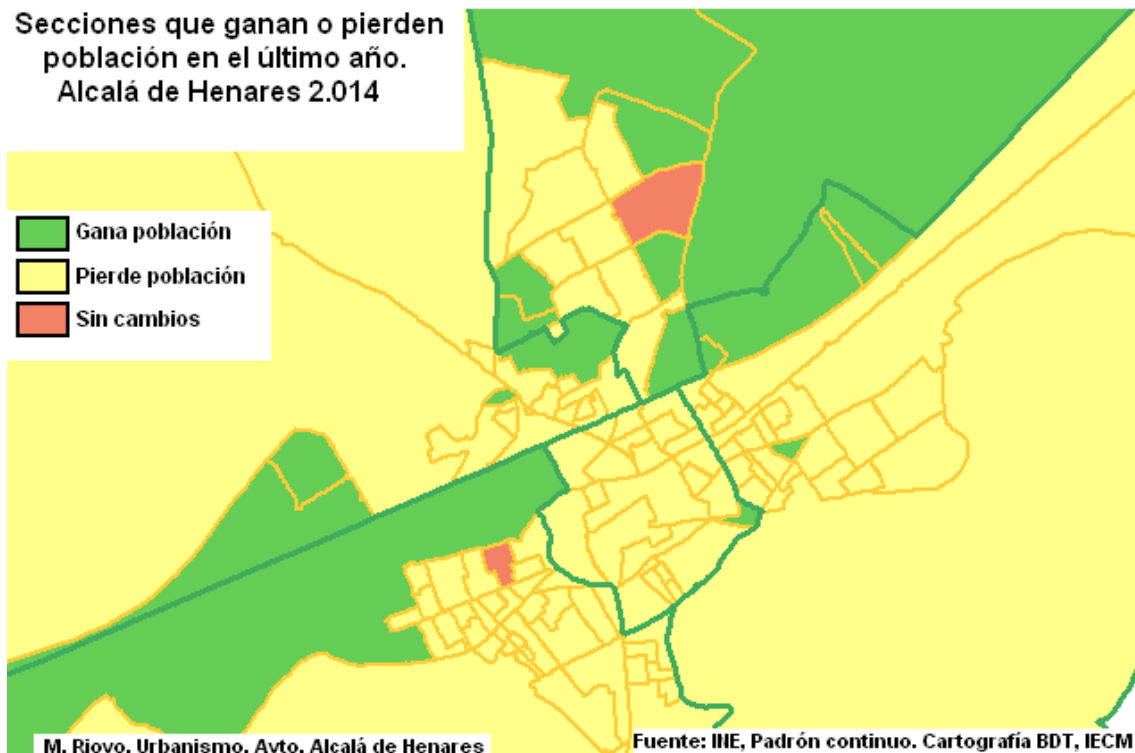 Secciones que ganan o pierden
población en el último año.
Alcalá de Henares 2.014
Gana población
Pierde población
Sin cambios
M. Rioyo. Urbanismo. Ayto. Alcalá de Henares
Fuente: INE, Padrón continuo. Cartografía BDT, IECM